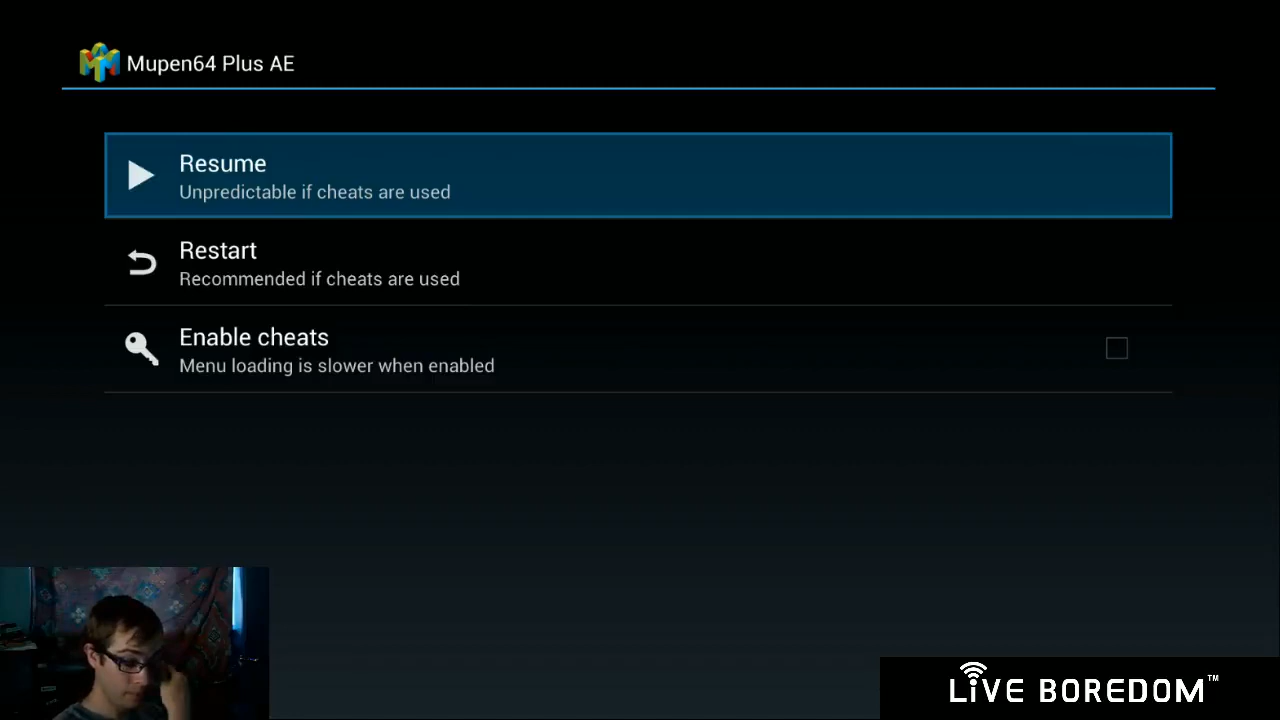 Mupen64 Plus AE
Resume
Unpredictable if cheats are used
Restart
Recommended if cheats are used
Enable cheats
Menu loading is slower when enabled
LiVE BOREDOM™